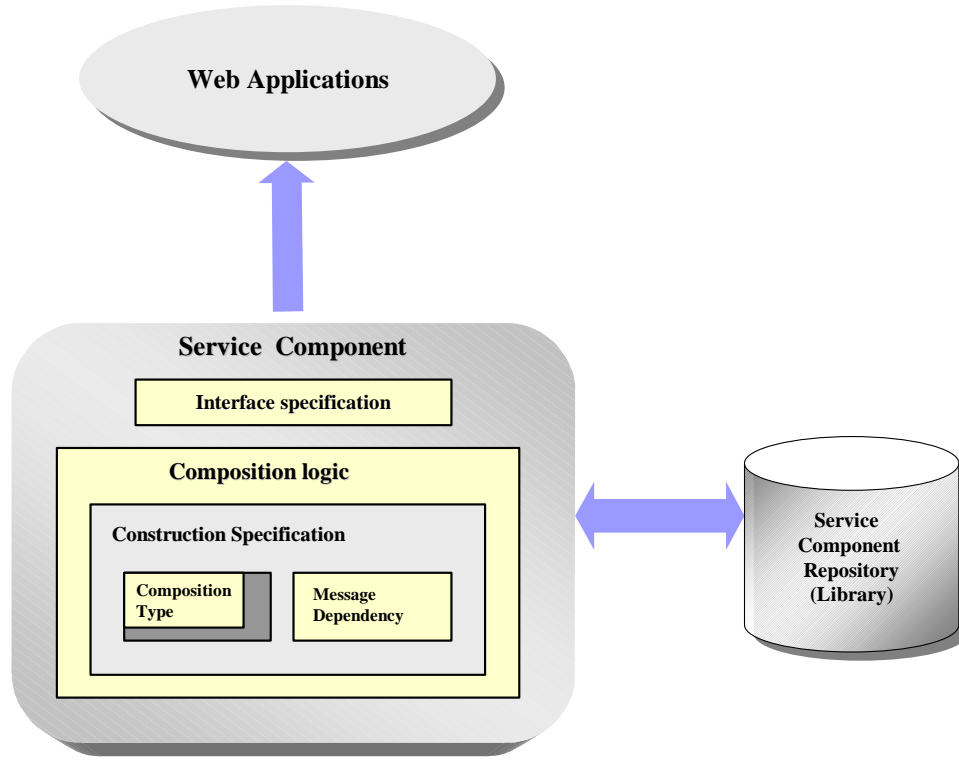 Web Applications
Service Component
Interface specification
Composition logic
Construction Specification
Composition
Type
Message
Dependency
Service
Component
Repository
(Library)